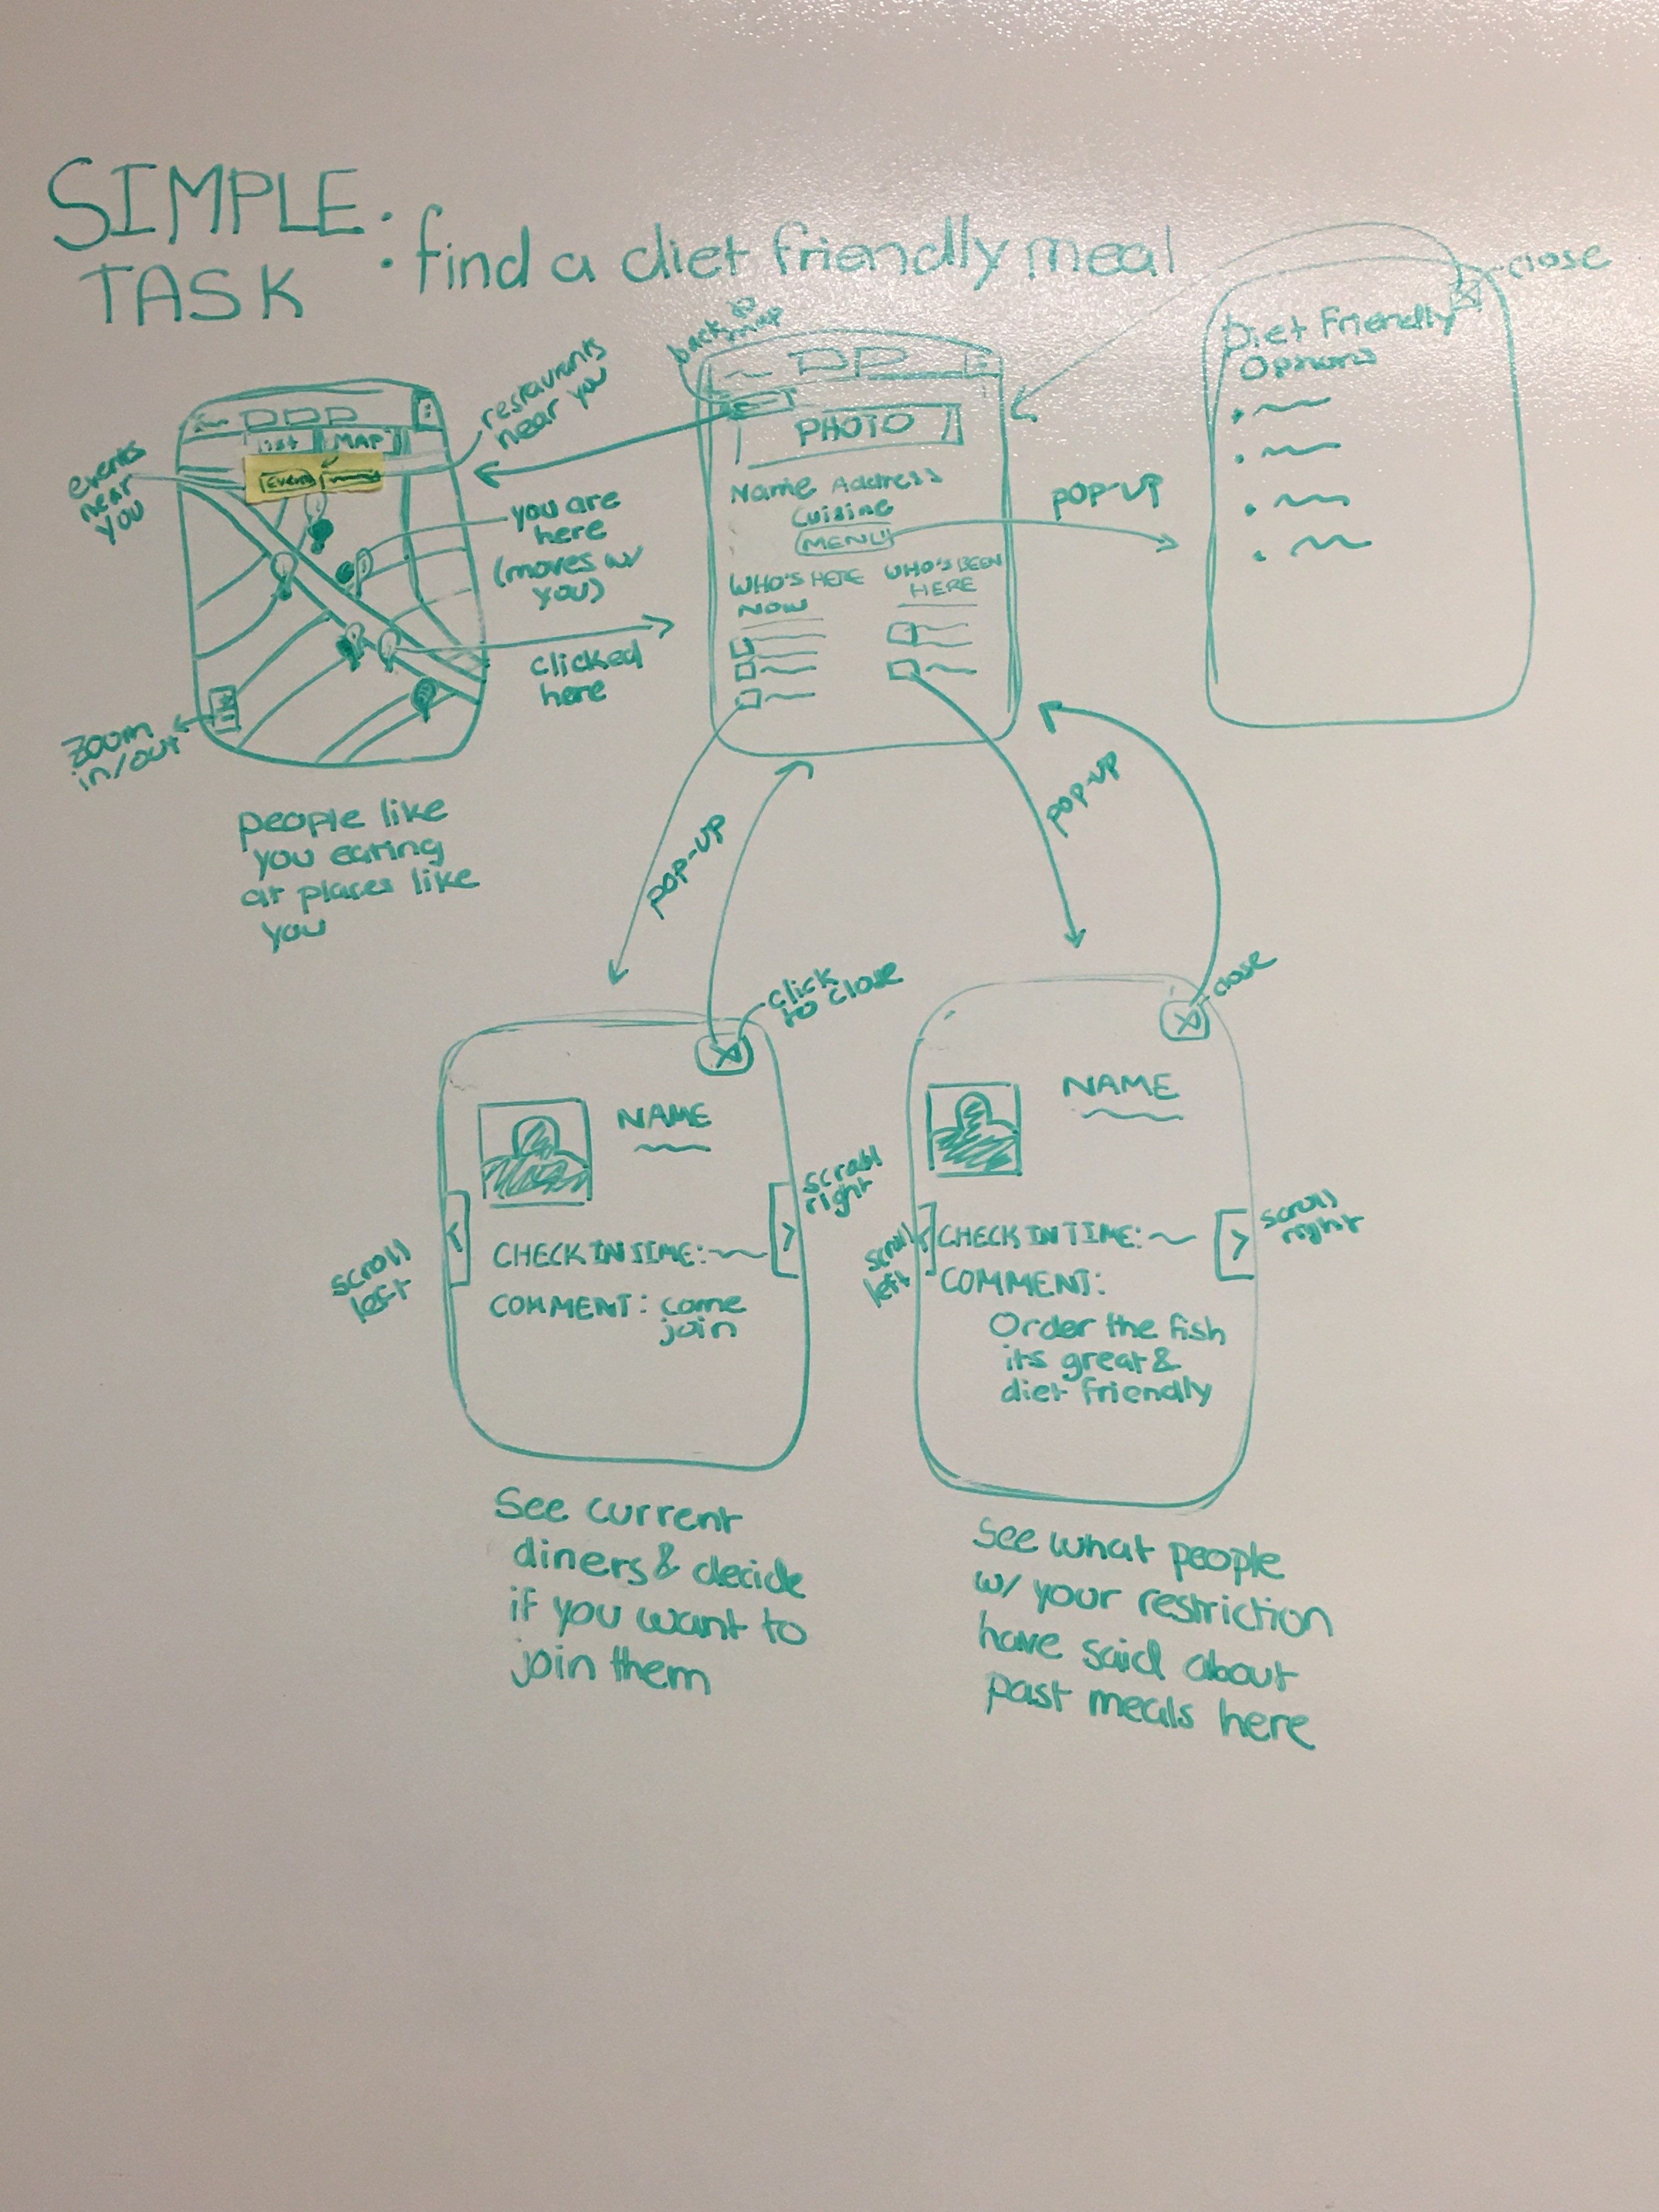 SIMPLE
TASK
: find a diet friendly meal
events
near
you
List
MAP
Event
restaurants
near you
you are
here
(moves w/
you)
clicked
here
zoom
in/out
people like
you eating
at places like
you
back to
map
PHOTO
Name Address
Cuisine
MENU
WHO'S HERE
NOW
WHO'S BEEN
HERE
POP-UP
close
Diet Friendly
Options
POP-UP
POP-UP
click
to close
NAME
scroll
left
scroll
right
CHECK IN TIME:
COMMENT: come
join
See current
diners & decide
if you want to
join them
close
NAME
scroll
left
scroll
right
CHECK IN TIME:
COMMENT:
Order the fish
its great &
diet friendly
See what people
w/ your restriction
have said about
past meals here